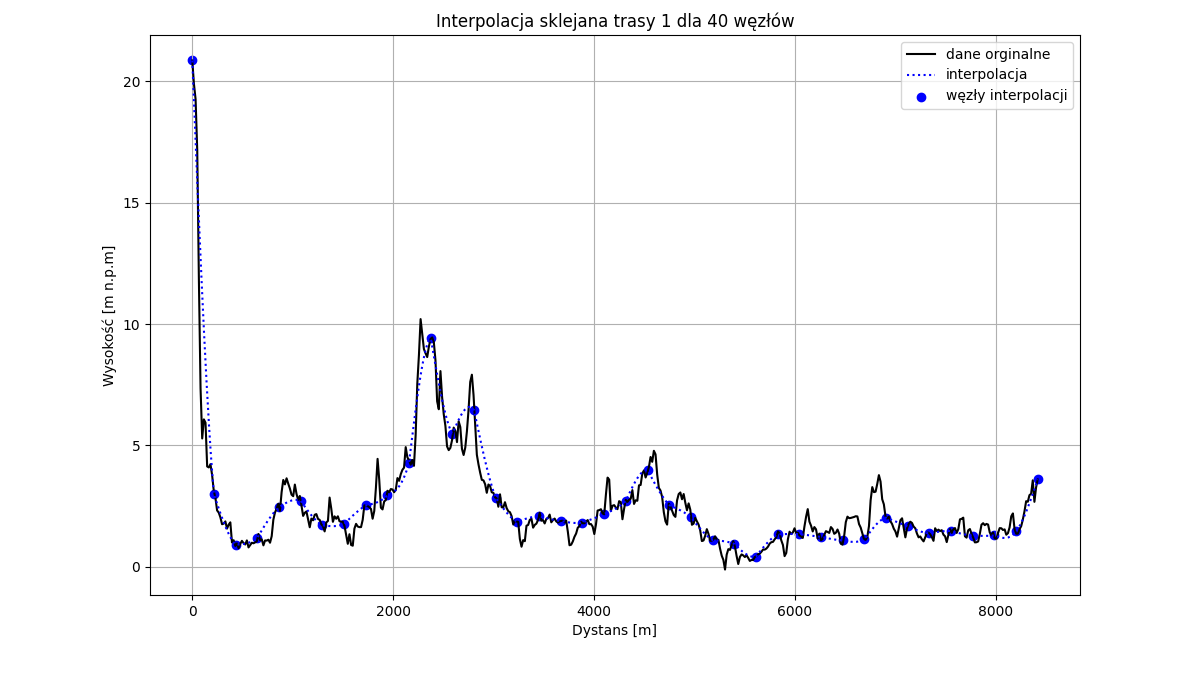 Interpolacja sklejana trasy 1 dla 40 węzłów
dane orginalne
interpolacja
węzły interpolacji
Wysokość [m n.p.m]
20
15
10
5
0
0 2000 4000 6000 8000
Dystans [m]